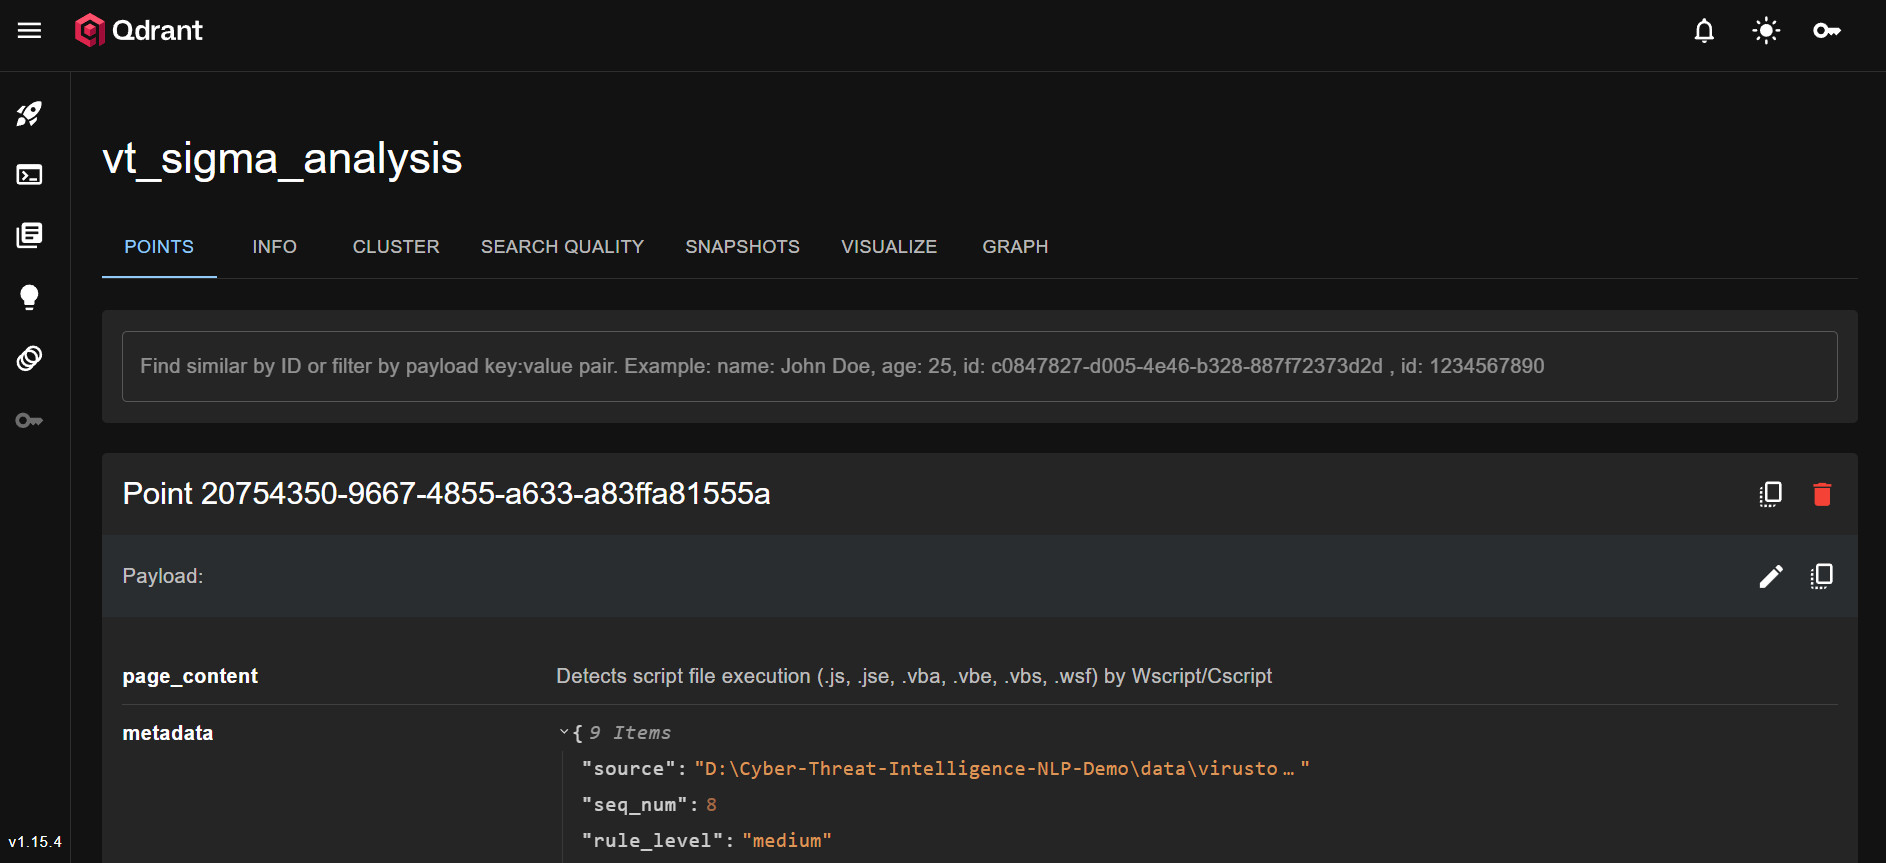 Qdrant
vt_sigma_analysis
POINTS INFO CLUSTER SEARCH QUALITY SNAPSHOTS VISUALIZE GRAPH
Find similar by ID or filter by payload key:value pair. Example: name: John Doe, age: 25, id: c0847827-d005-4e46-b328-887f72373d2d , id: 1234567890
Point 20754350-9667-4855-a633-a83ffa81555a
Payload:
page_content Detects script file execution (.js, .jse, .vba, .vbe, .vbs, .wsf) by Wscript/Cscript
metadata { 9 Items
"source": "D:\Cyber-Threat-Intelligence-NLP-Demo\data\virusto…"
"seq_num": 8
"rule_level": "medium"
v1.15.4